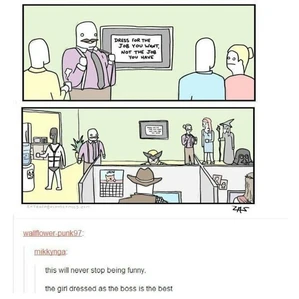 DRESS FOR THE
JOB YOU WANT,
NOT THE JOB
YOU HAVE
wallflower-punk97:
mikkynga:
this will never stop being funny.
the girl dressed as the boss is the best